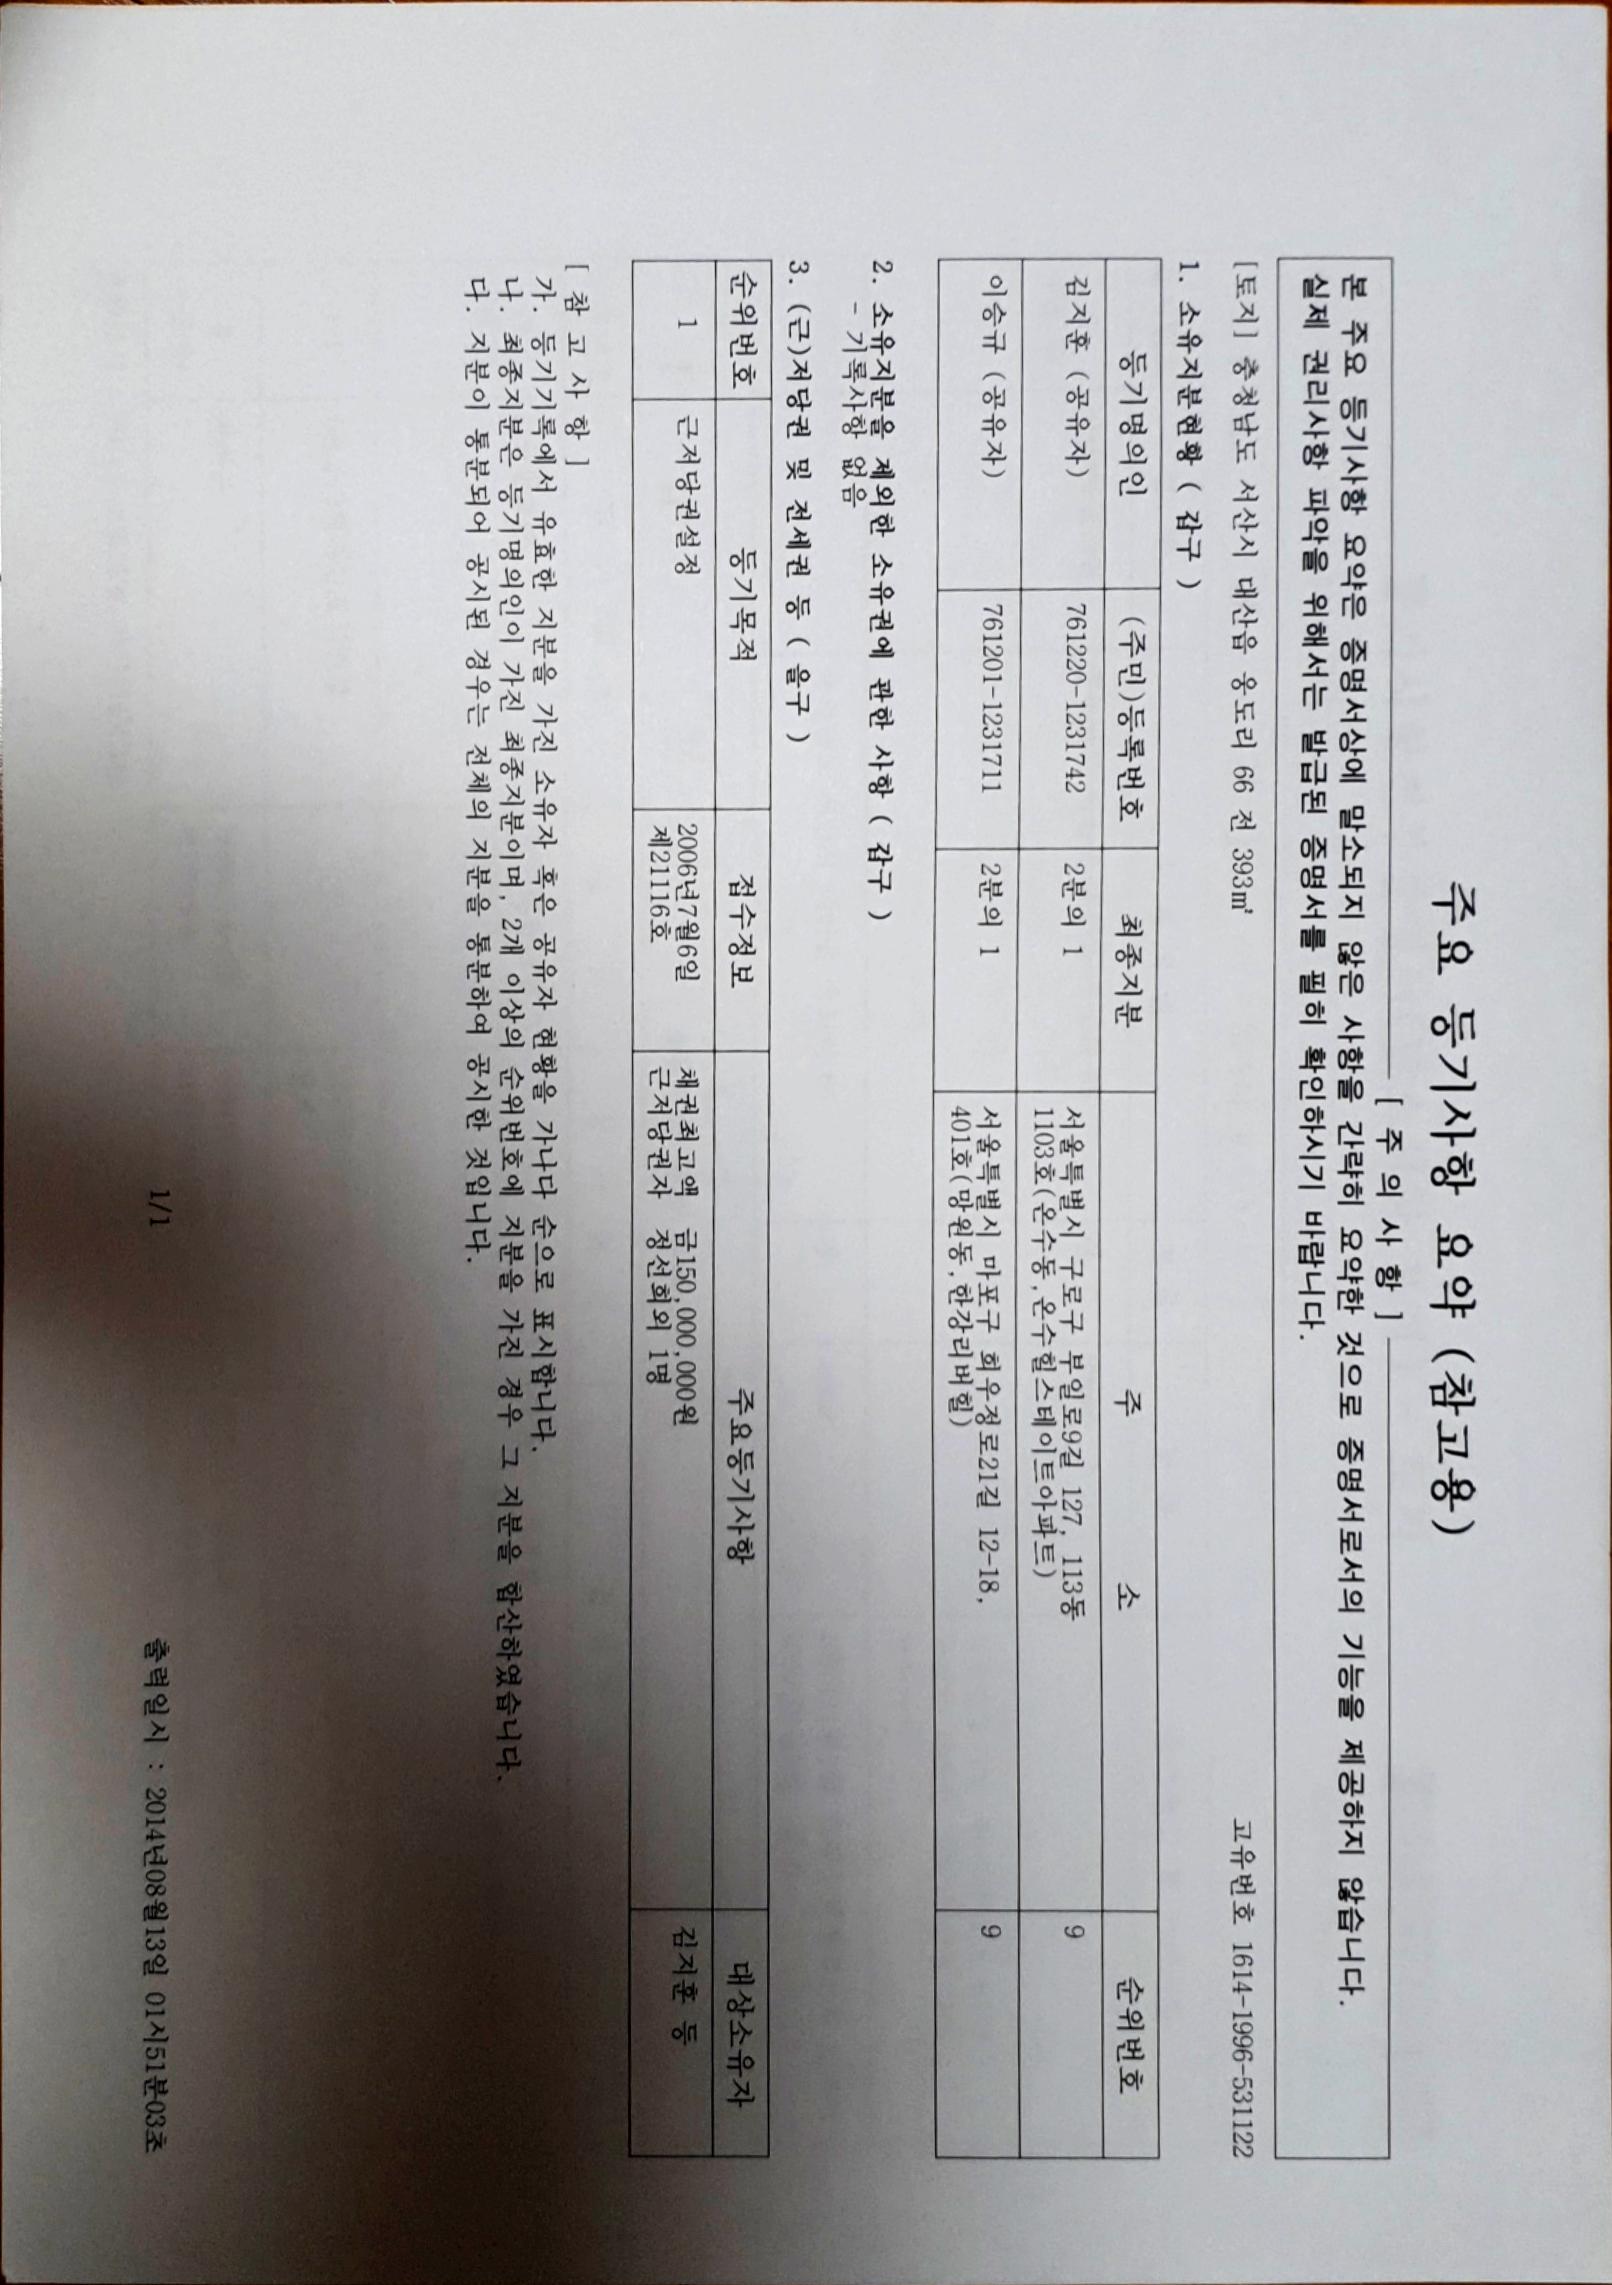 주요 등기사항 요약 (참고용)
[ 주 의 사 항 ]
본 주요 등기사항 요약은 증명서상에 말소되지 않은 사항을 간략히 요약한 것으로 증명서로서의 기능을 제공하지 않습니다.
실제 권리사항 파악을 위해서는 발급된 증명서를 필히 확인하시기 바랍니다.
고유번호 1614-1996-531122
[토지] 충청남도 서산시 대산읍 웅도리 66 전 393㎡
1. 소유지분현황 ( 갑구 )
등기명의인 (주민)등록번호 최종지분 주 소 순위번호
김지훈 (공유자) 761220-1231742 2분의 1 서울특별시 구로구 부일로9길 127, 113동 9
1103호(온수동,온수힐스테이트아파트)
이승규 (공유자) 761201-1231711 2분의 1 서울특별시 마포구 희우정로21길 12-18, 9
401호(망원동,한강리버힐)
2. 소유지분을 제외한 소유권에 관한 사항 ( 갑구 )
- 기록사항 없음
3. (근)저당권 및 전세권 등 ( 을구 )
순위번호 등기목적 접수정보 주요등기사항 대상소유자
1 근저당권설정 2006년7월6일 채권최고액 금150,000,000원 김지훈 등
제21116호 근저당권자 정선희외 1명
[ 참 고 사 항 ]
가. 등기기록에서 유효한 지분을 가진 소유자 혹은 공유자 현황을 가나다 순으로 표시합니다.
나. 최종지분은 등기명의인이 가진 최종지분이며, 2개 이상의 순위번호에 지분을 가진 경우 그 지분을 합산하였습니다.
다. 지분이 통분되어 공시된 경우는 전체의 지분을 통분하여 공시한 것입니다.
1/1
출력일시 : 2014년08월13일 01시51분03초